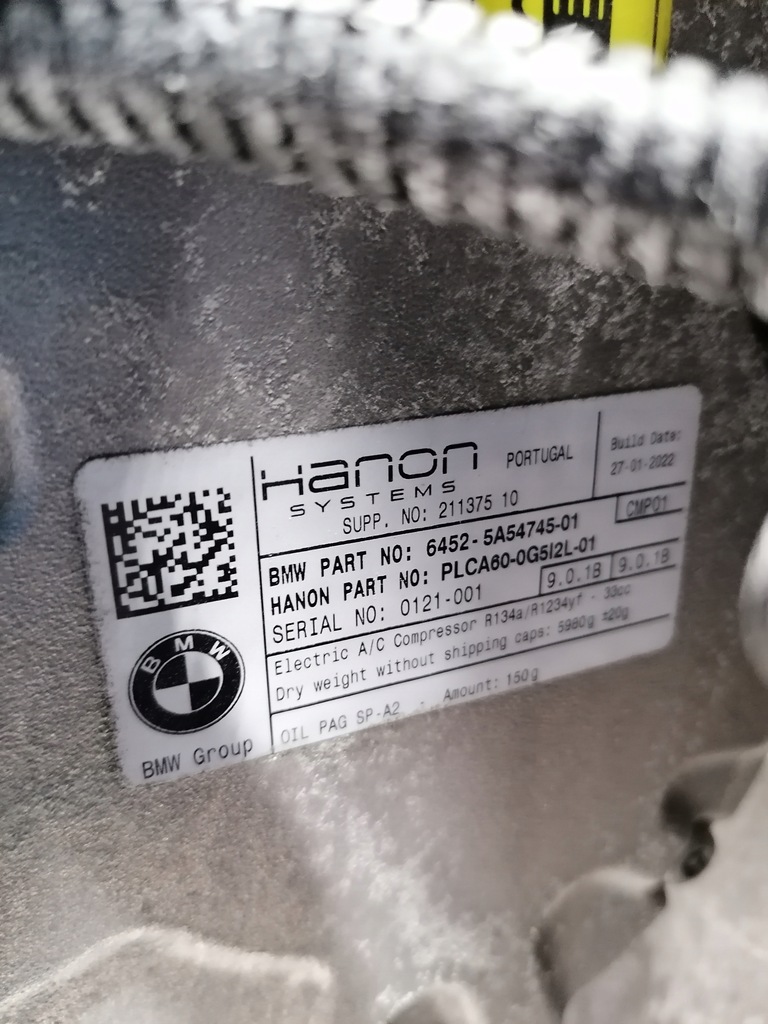 HANON
SYSTEMS
PORTUGAL
Build Date:
27-01-2022
SUPP. NO: 211375 10
CMP01
BMW PART NO: 6452-5A54745-01
HANON PART NO: PLCA60-0G5I2L-01
SERIAL NO: 0121-001
9.0.1B 9.0.1B
Electric A/C Compressor R134a/R1234yf - 33cc
Dry weight without shipping caps: 5980g ±20g
OIL PAG SP-A2 - Amount: 150g
BMW
BMW Group